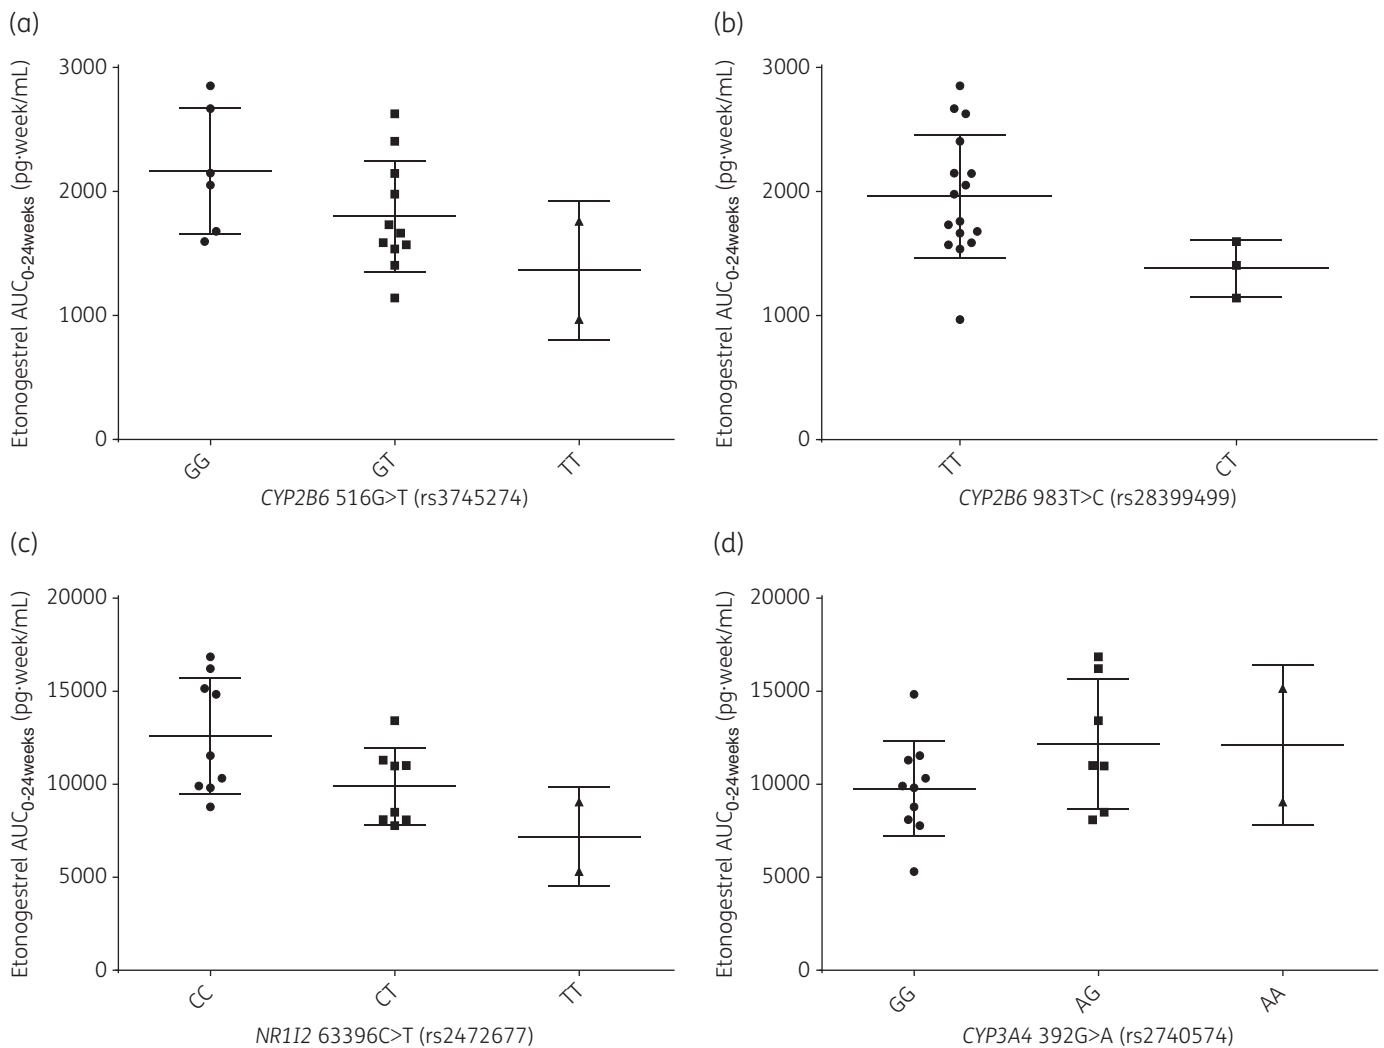 (a)
Etonogestrel AUC0-24weeks (pg·week/mL)
3000
2000
1000
0
GG
GT
TT
CYP2B6 516G>T (rs3745274)
(b)
Etonogestrel AUC0-24weeks (pg·week/mL)
3000
2000
1000
0
TT
CT
CYP2B6 983T>C (rs28399499)
(c)
Etonogestrel AUC0-24weeks (pg·week/mL)
20000
15000
10000
5000
0
CC
CT
TT
NR1I2 63396C>T (rs2472677)
(d)
Etonogestrel AUC0-24weeks (pg·week/mL)
20000
15000
10000
5000
0
GG
AG
AA
CYP3A4 392G>A (rs2740574)